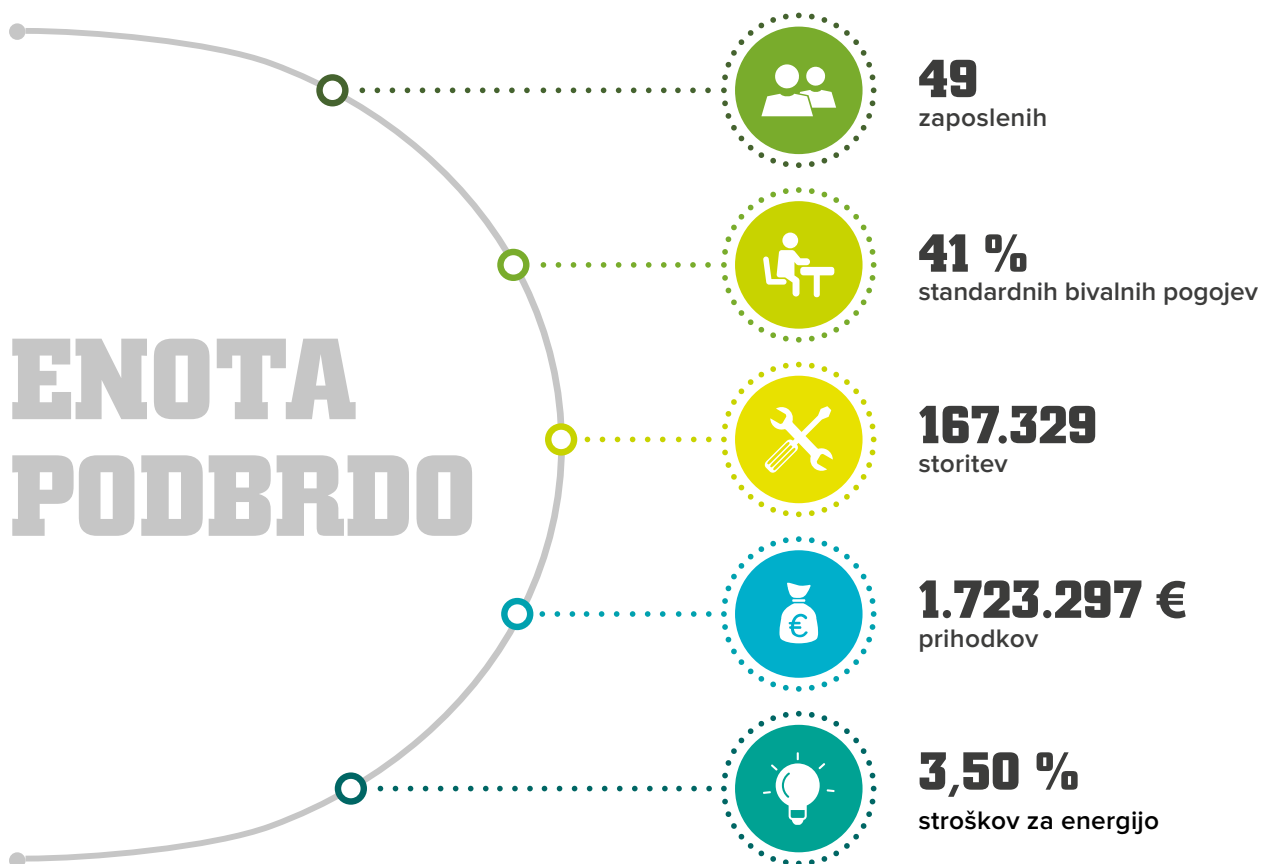 ENOTA
PODBRDO
49
zaposlenih
41 %
standardnih bivalnih pogojev
167.329
storitev
1.723.297 €
prihodkov
3,50 %
stroškov za energijo